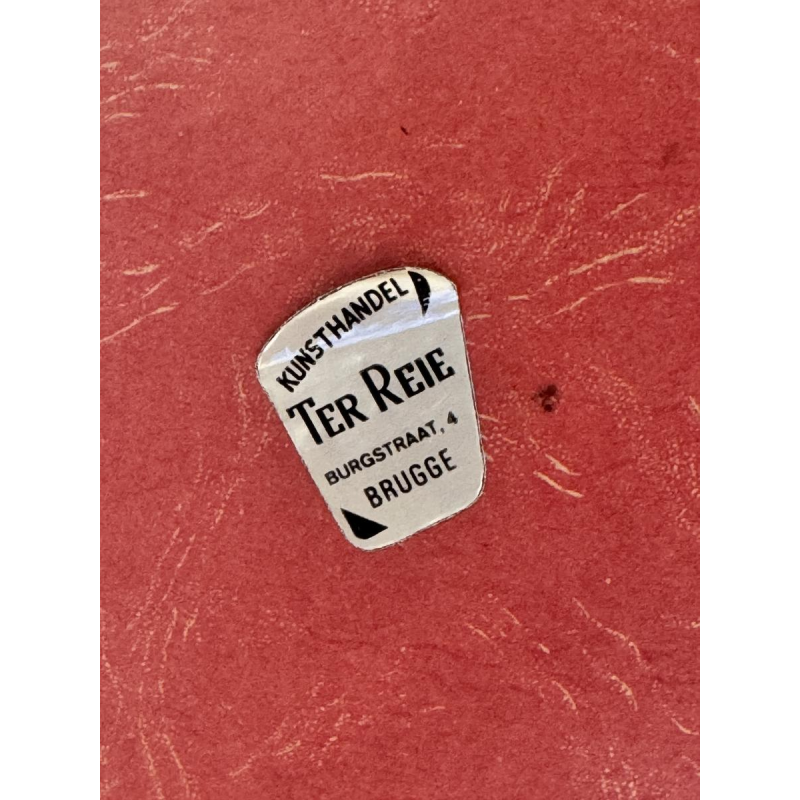 KUNSTHANDEL
TER REIE
BURGSTRAAT, 4
BRUGGE